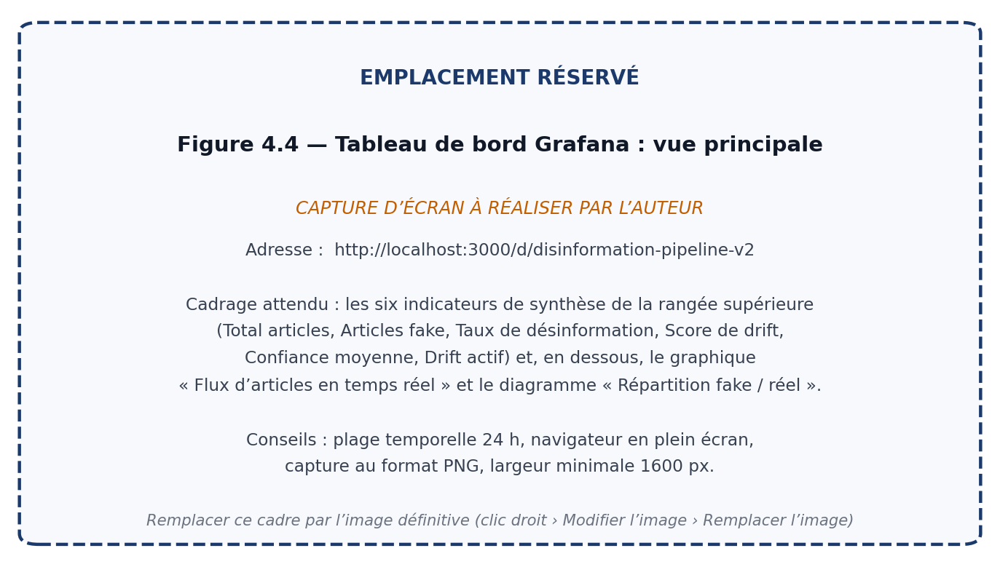 EMPLACEMENT RÉSERVÉ
Figure 4.4 — Tableau de bord Grafana : vue principale
CAPTURE D’ÉCRAN À RÉALISER PAR L’AUTEUR
Adresse :  http://localhost:3000/d/disinformation-pipeline-v2
Cadrage attendu : les six indicateurs de synthèse de la rangée supérieure
(Total articles, Articles fake, Taux de désinformation, Score de drift,
Confiance moyenne, Drift actif) et, en dessous, le graphique
« Flux d’articles en temps réel » et le diagramme « Répartition fake / réel ».
Conseils : plage temporelle 24 h, navigateur en plein écran,
capture au format PNG, largeur minimale 1600 px.
Remplacer ce cadre par l’image définitive (clic droit › Modifier l’image › Remplacer l’image)